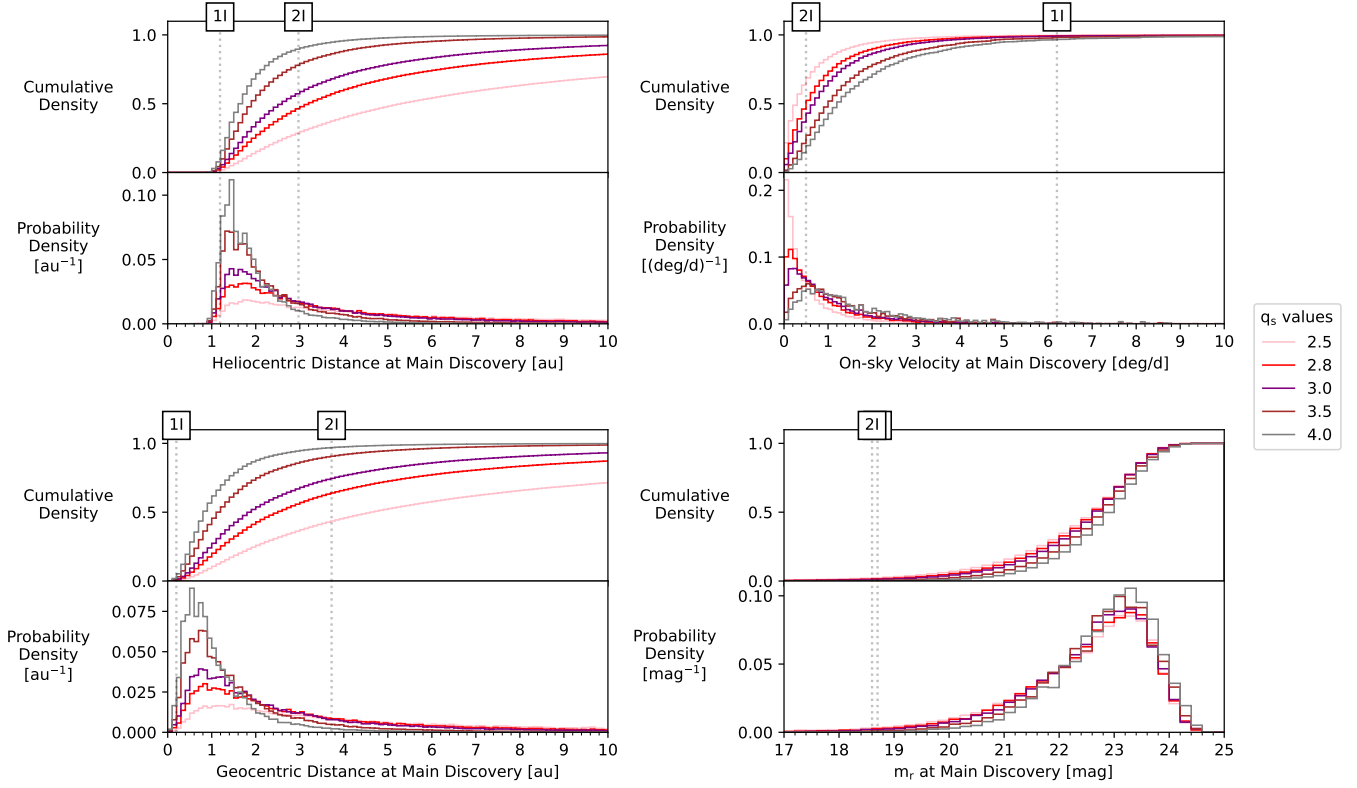 1I 2I
1.0
Cumulative
Density
0.5
0.0
0.10
Probability
Density
[au⁻¹]
0.05
0.00
0 1 2 3 4 5 6 7 8 9 10
Heliocentric Distance at Main Discovery [au]
2I 1I
1.0
Cumulative
Density
0.5
0.0
0.2
Probability
Density
[(deg/d)⁻¹]
0.1
0.0
0 1 2 3 4 5 6 7 8 9 10
On-sky Velocity at Main Discovery [deg/d]
qₛ values
2.5
2.8
3.0
3.5
4.0
1I 2I
1.0
Cumulative
Density
0.5
0.0
0.075
Probability
Density
[au⁻¹]
0.050
0.025
0.000
0 1 2 3 4 5 6 7 8 9 10
Geocentric Distance at Main Discovery [au]
2I
1.0
Cumulative
Density
0.5
0.0
0.10
Probability
Density
[mag⁻¹]
0.05
0.00
17 18 19 20 21 22 23 24 25
mᵣ at Main Discovery [mag]